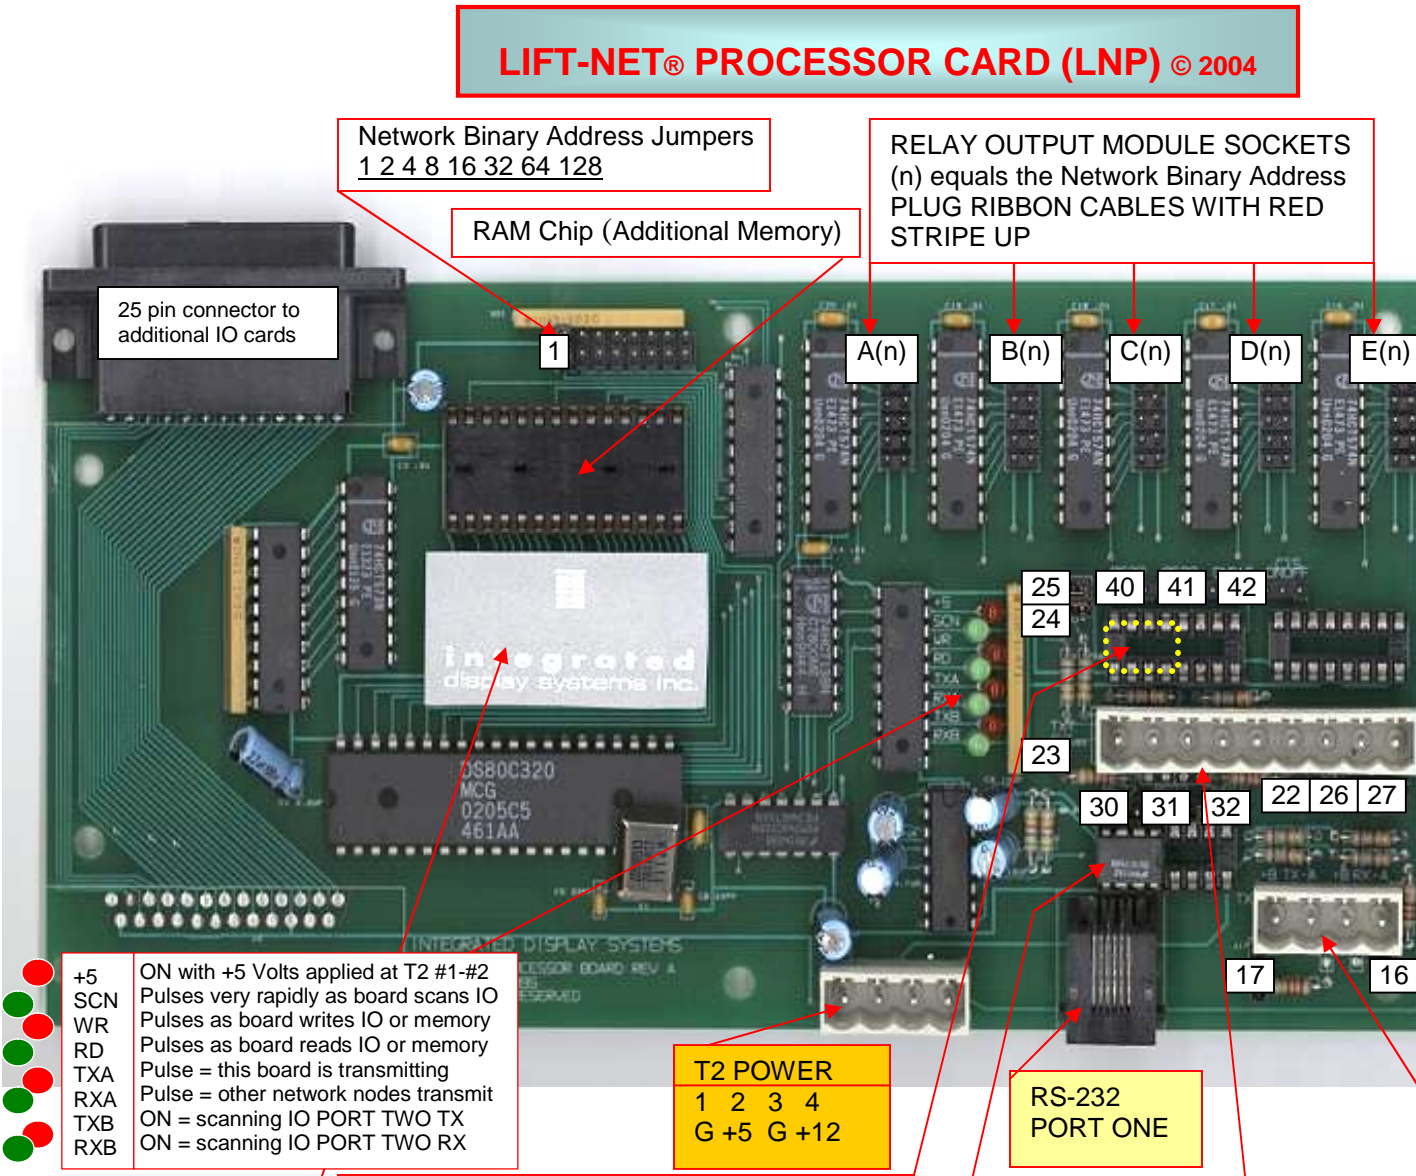 LIFT-NET® PROCESSOR CARD (LNP) © 2004
Network Binary Address Jumpers
1 2 4 8 16 32 64 128
RELAY OUTPUT MODULE SOCKETS
(n) equals the Network Binary Address
PLUG RIBBON CABLES WITH RED
STRIPE UP
RAM Chip (Additional Memory)
25 pin connector to
additional IO cards
1
A(n)
B(n)
C(n)
D(n)
E(n)
25
40
41
42
24
integrated
display systems inc.
SCN
WR
RD
TXA
RXA
TXB
RXB
23
DS80C320
MCG
0205C5
461AA
22
26
27
30
31
32
17
16
INTEGRATED DISPLAY SYSTEMS
+5 ON with +5 Volts applied at T2 #1-#2
SCN Pulses very rapidly as board scans IO
WR Pulses as board writes IO or memory
RD Pulses as board reads IO or memory
TXA Pulse = this board is transmitting
RXA Pulse = other network nodes transmit
TXB ON = scanning IO PORT TWO TX
RXB ON = scanning IO PORT TWO RX
T2 POWER
1 2 3 4
G +5 G +12
RS-232
PORT ONE